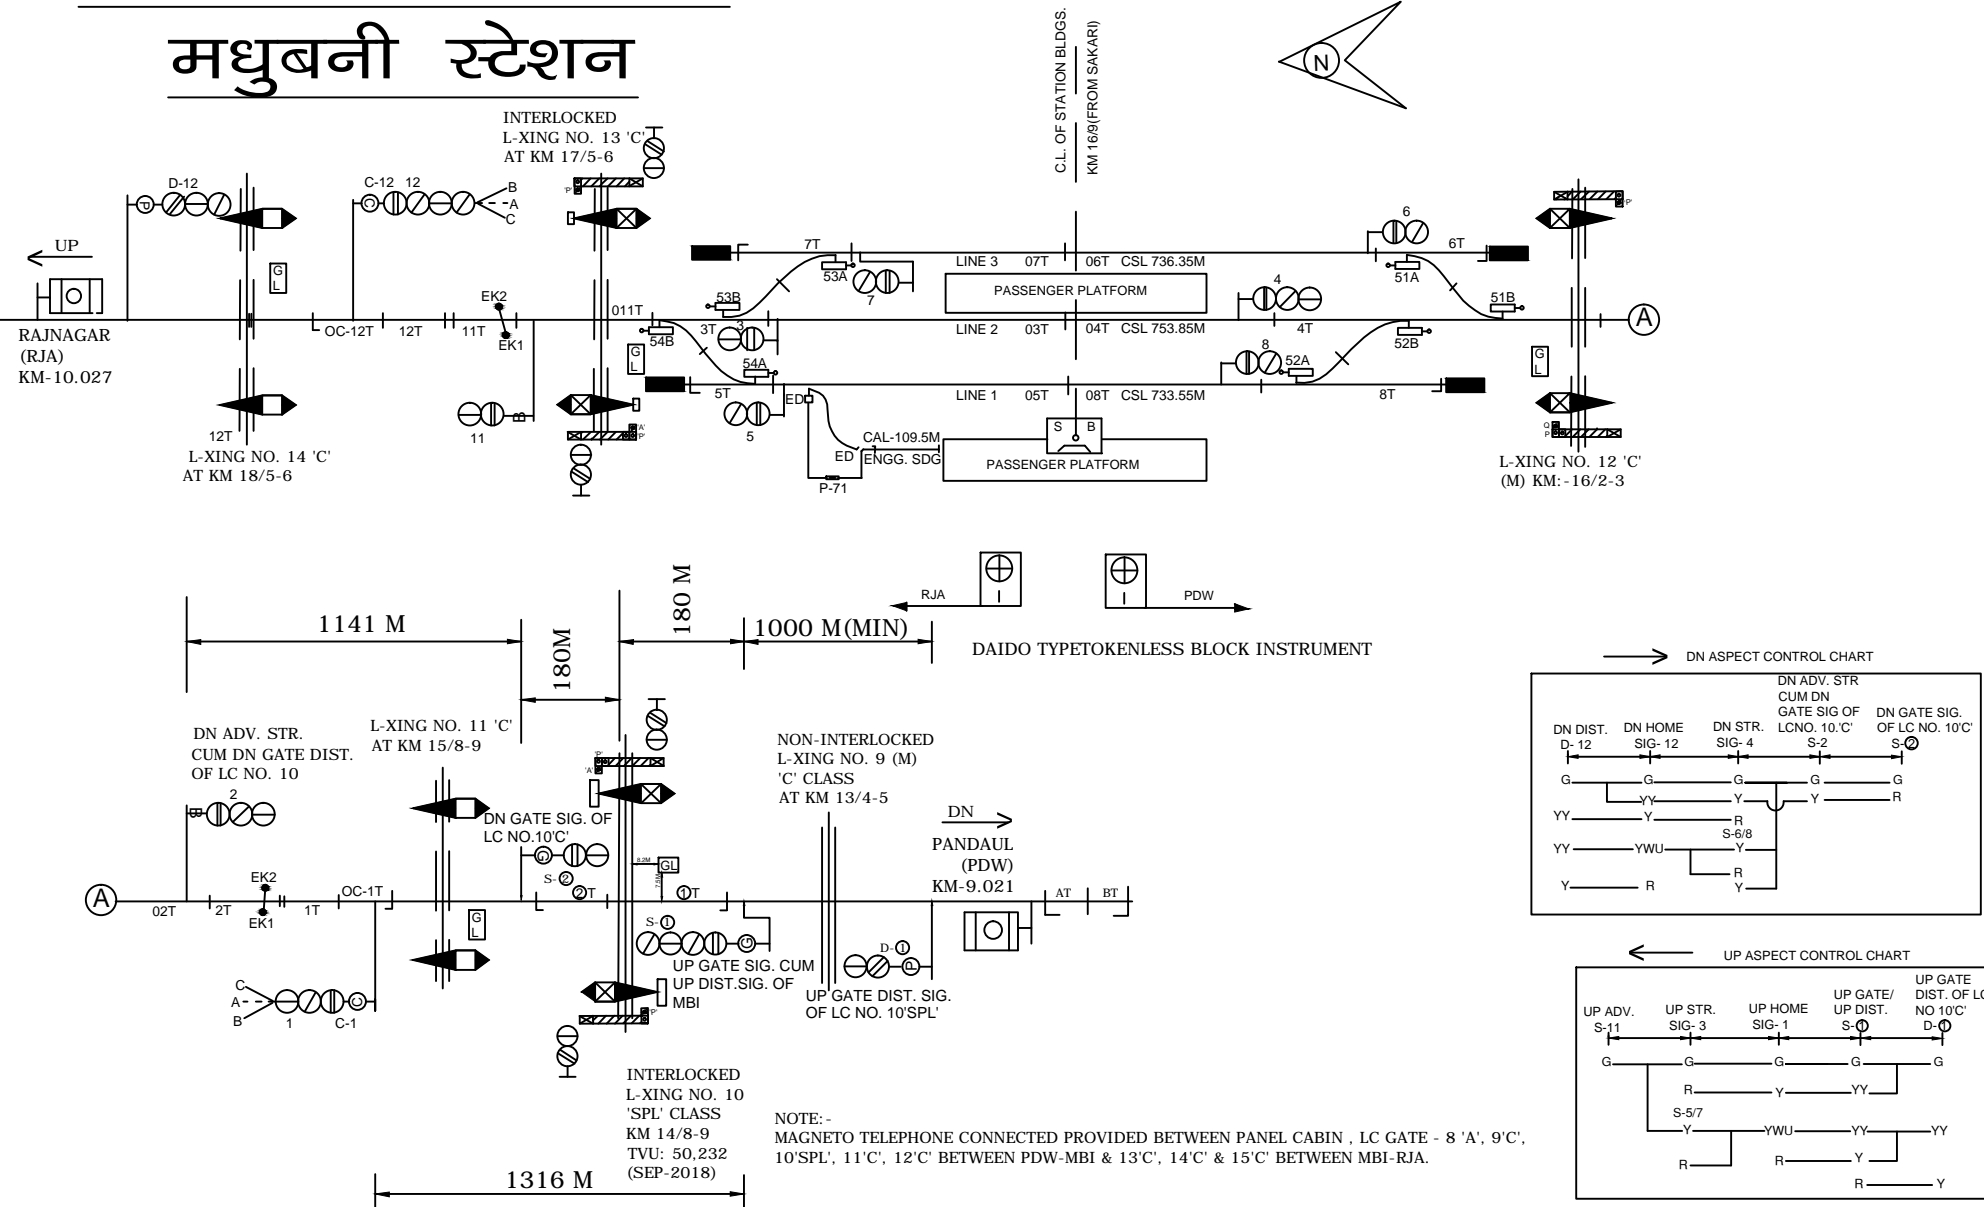 मधुबनी स्टेशन
C.L. OF STATION BLDGS.
KM 16/9(FROM SAKARI)
N
INTERLOCKED
L-XING NO. 13 'C'
AT KM 17/5-6
'P'
D-12
P
C-12 12
C
B
A
C
UP
G
L
RAJNAGAR
(RJA)
KM-10.027
OC-12T
12T
11T
EK2
EK1
011T
11
B
12T
L-XING NO. 14 'C'
AT KM 18/5-6
G
L
'A'
'P'
7T
53A
7
53B
54B
3T
3
54A
5T
5
LINE 3 07T 06T CSL 736.35M
PASSENGER PLATFORM
LINE 2 03T 04T CSL 753.85M
LINE 1 05T 08T CSL 733.55M
S B
PASSENGER PLATFORM
ED
ED
CAL-109.5M
ENGG. SDG
P-71
6
6T
51A
4
4T
51B
52B
8
52A
8T
'P'
A
G
L
Q
P
L-XING NO. 12 'C'
(M) KM:-16/2-3
1141 M
180M
180 M
1000 M(MIN)
RJA
PDW
DAIDO TYPETOKENLESS BLOCK INSTRUMENT
DN ADV. STR.
CUM DN GATE DIST.
OF LC NO. 10
2
B
L-XING NO. 11 'C'
AT KM 15/8-9
DN GATE SIG. OF
LC NO.10'C'
G
S-②
②T
'P'
'A'
8.2M
7.5M
GL
①T
NON-INTERLOCKED
L-XING NO. 9 (M)
'C' CLASS
AT KM 13/4-5
DN
PANDAUL
(PDW)
KM-9.021
AT
BT
A
02T
2T
EK2
EK1
1T
OC-1T
G
L
C
A
B
1
C-1
C
S-①
G
UP GATE SIG. CUM
UP DIST.SIG. OF
MBI
D-①
P
UP GATE DIST. SIG.
OF LC NO. 10'SPL'
'P'
INTERLOCKED
L-XING NO. 10
'SPL' CLASS
KM 14/8-9
TVU: 50,232
(SEP-2018)
1316 M
NOTE:-
MAGNETO TELEPHONE CONNECTED PROVIDED BETWEEN PANEL CABIN , LC GATE - 8 'A', 9'C',
10'SPL', 11'C', 12'C' BETWEEN PDW-MBI & 13'C', 14'C' & 15'C' BETWEEN MBI-RJA.
DN ASPECT CONTROL CHART
DN DIST.
D- 12
DN HOME
SIG- 12
DN STR.
SIG- 4
DN ADV. STR
CUM DN
GATE SIG OF
LCNO. 10.'C'
S-2
DN GATE SIG.
OF LC NO. 10'C'
S-②
G G G G G
YY Y Y R
YY Y R
S-6/8
YY YWU Y
R
Y R Y
UP ASPECT CONTROL CHART
UP ADV.
S-11
UP STR.
SIG- 3
UP HOME
SIG- 1
UP GATE/
UP DIST.
S-①
UP GATE
DIST. OF LC
NO 10'C'
D-①
G G G G G
R Y YY
S-5/7
Y YWU YY YY
R R Y
R Y